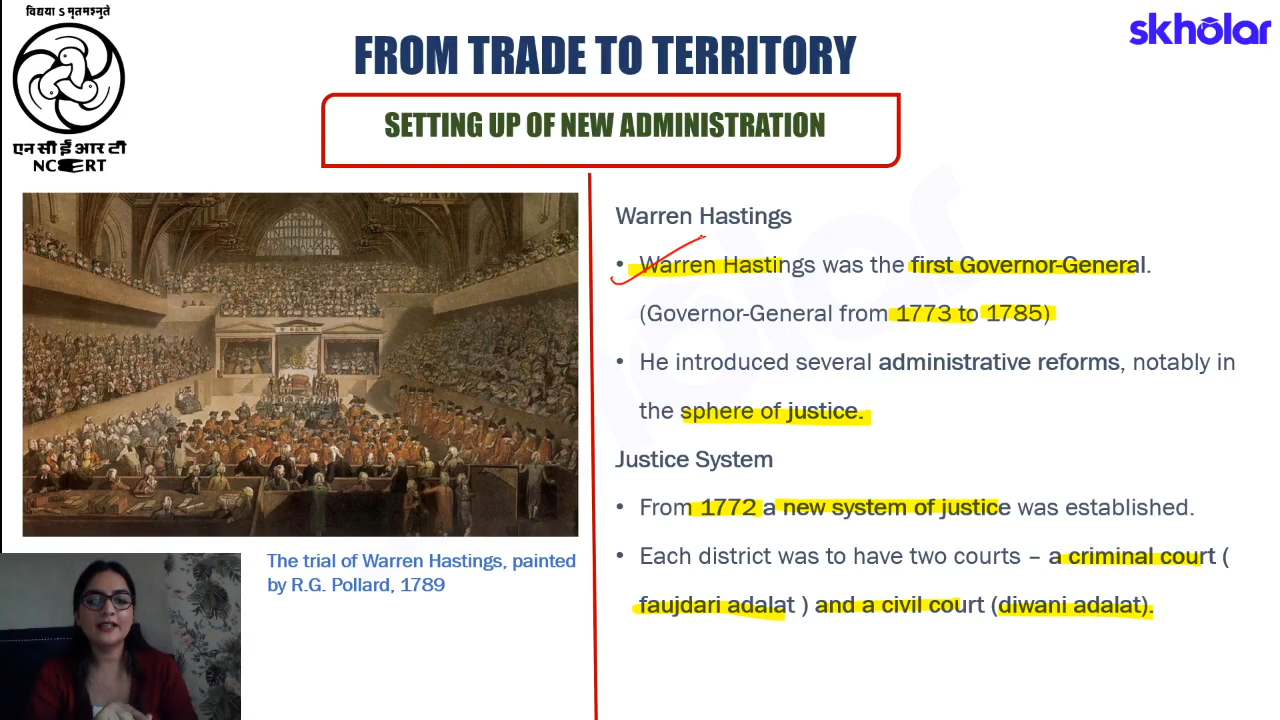 विद्यया ऽ मृतमश्नुते
एन सी ई आर टी
NCERT
skholar
FROM TRADE TO TERRITORY
SETTING UP OF NEW ADMINISTRATION
The trial of Warren Hastings, painted
by R.G. Pollard, 1789
Warren Hastings
• Warren Hastings was the first Governor-General.
(Governor-General from 1773 to 1785)
• He introduced several administrative reforms, notably in
the sphere of justice.
Justice System
• From 1772 a new system of justice was established.
• Each district was to have two courts – a criminal court (
faujdari adalat ) and a civil court (diwani adalat).